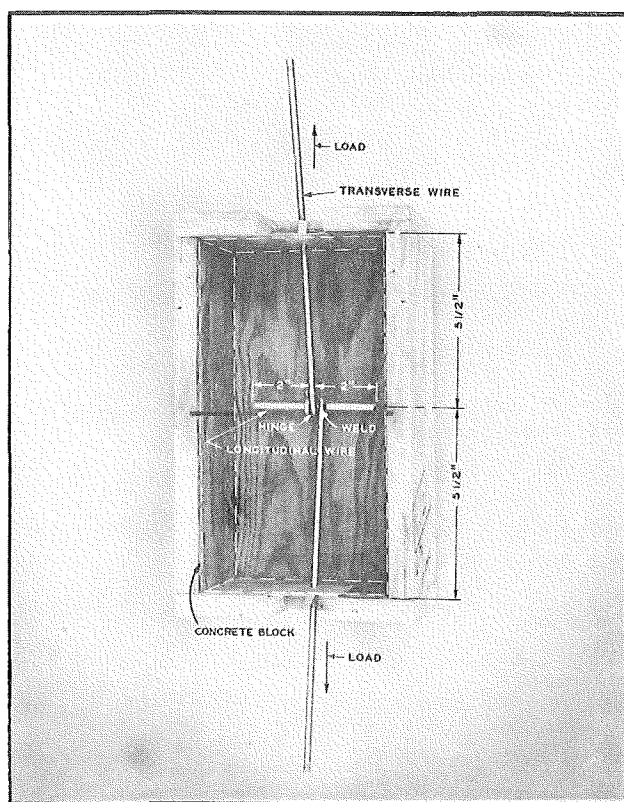 LOAD
TRANSVERSE WIRE
5 1/2"
2" 2"
HINGE WELD
LONGITUDINAL WIRE
5 1/2"
CONCRETE BLOCK
LOAD